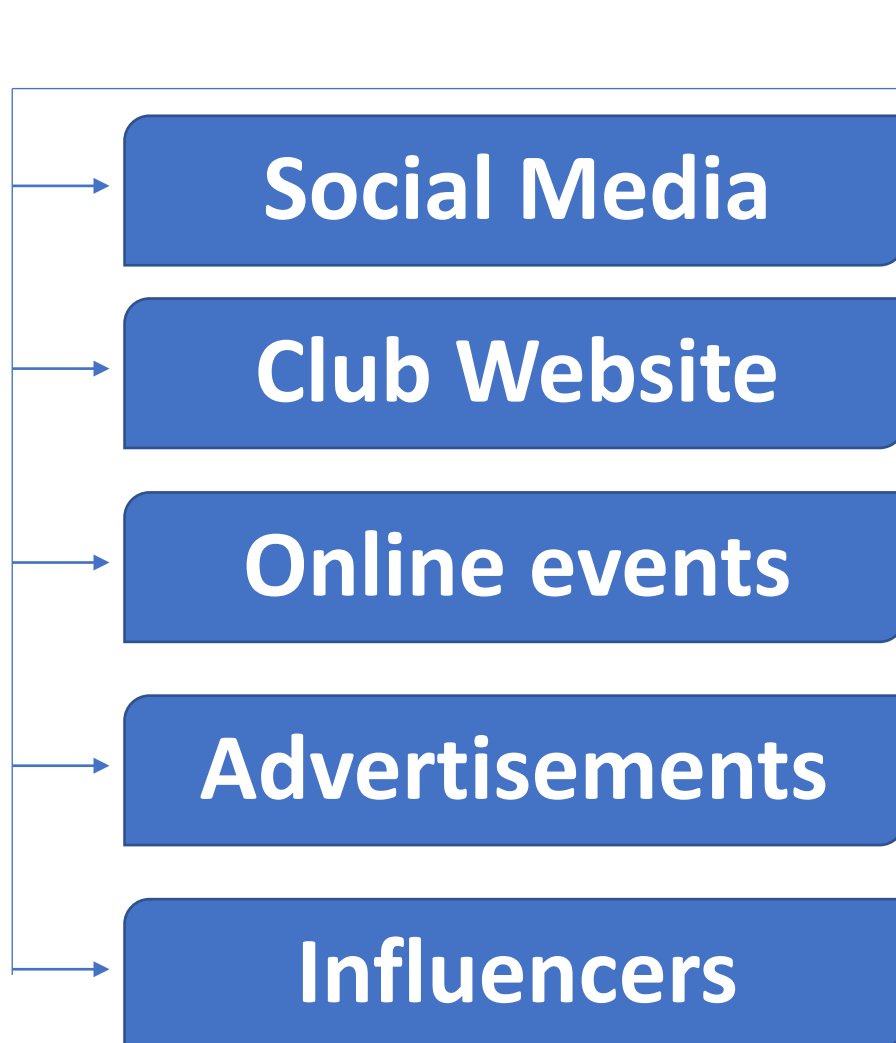 Social Media
Club Website
Online events
Advertisements
Influencers